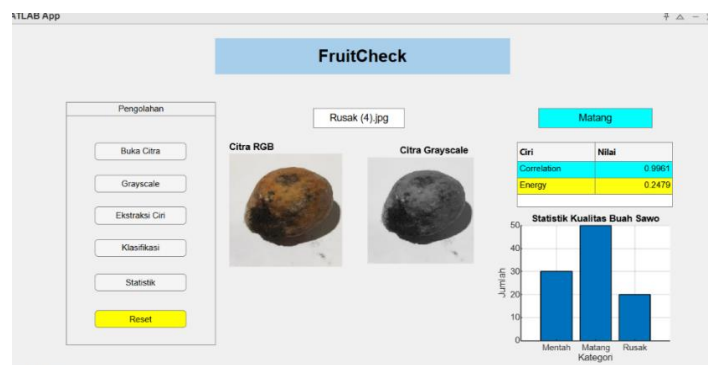 MATLAB App
FruitCheck
Pengolahan
Buka Citra
Grayscale
Ekstraksi Ciri
Klasifikasi
Statistik
Reset
Rusak (4).jpg
Citra RGB
Citra Grayscale
Matang
Ciri Nilai
Correlation 0.9961
Energy 0.2479
Statistik Kualitas Buah Sawo
50
40
30
20
10
0
Jumlah
Mentah Matang Rusak
Kategori